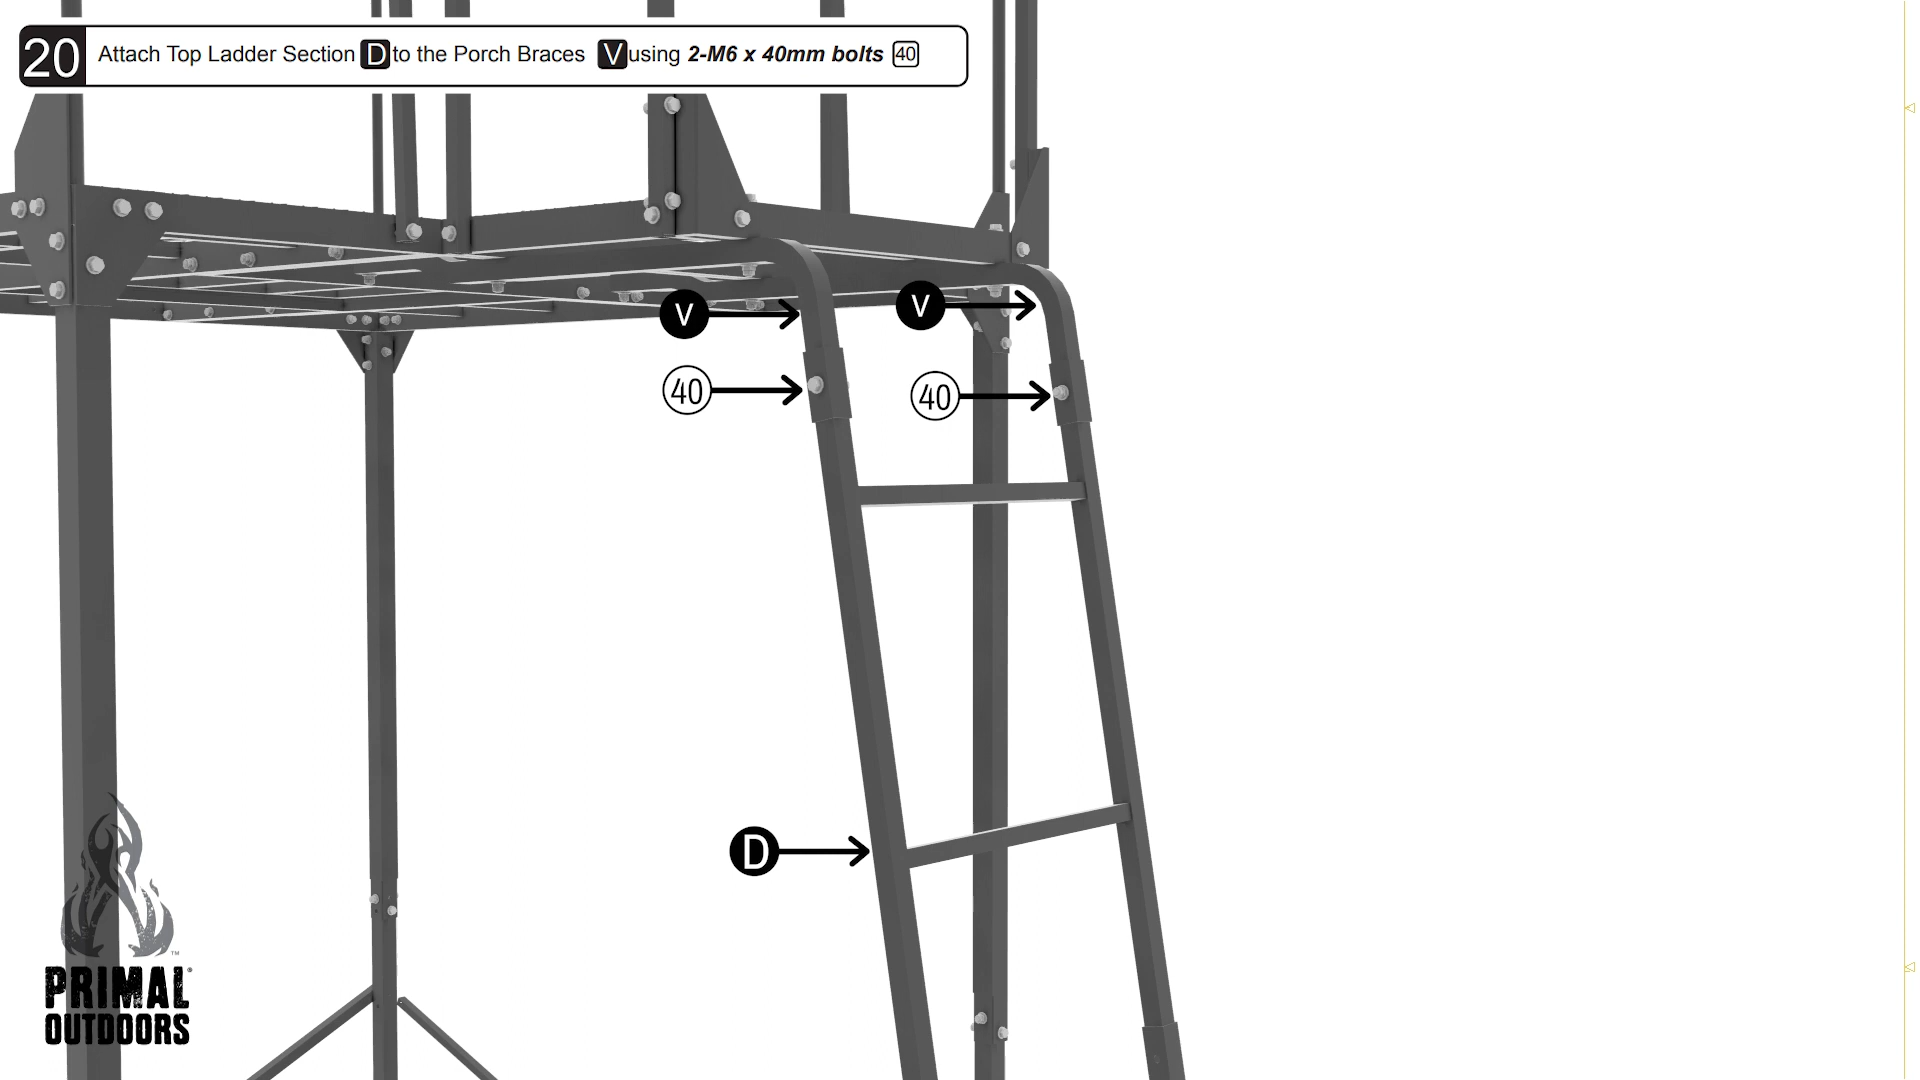 20 Attach Top Ladder Section D to the Porch Braces V using 2-M6 x 40mm bolts 40
V
V
40
40
D
™
PRIMAL®
OUTDOORS